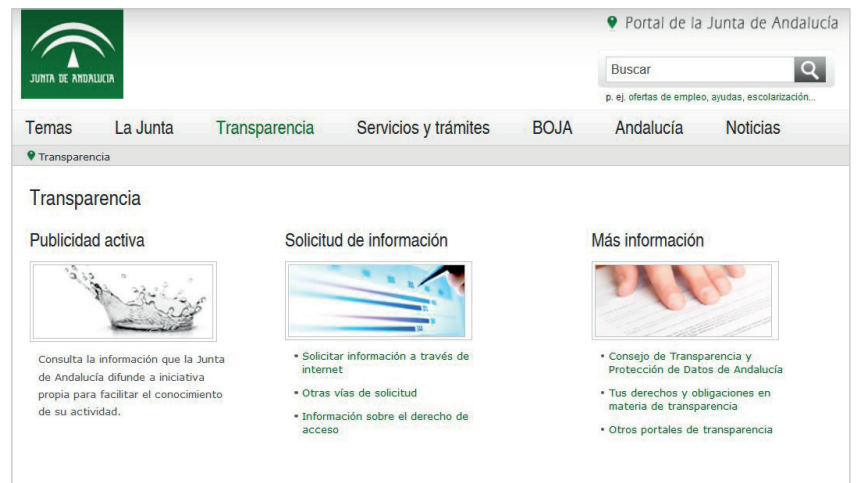 JUNTA DE ANDALUCIA
Portal de la Junta de Andalucía
Buscar
p. ej. ofertas de empleo, ayudas, escolarización...
Temas La Junta Transparencia Servicios y trámites BOJA Andalucía Noticias
Transparencia
Transparencia
Publicidad activa
Consulta la información que la Junta
de Andalucía difunde a iniciativa
propia para facilitar el conocimiento
de su actividad.
Solicitud de información
• Solicitar información a través de
internet
• Otras vías de solicitud
• Información sobre el derecho de
acceso
Más información
• Consejo de Transparencia y
Protección de Datos de Andalucía
• Tus derechos y obligaciones en
materia de transparencia
• Otros portales de transparencia